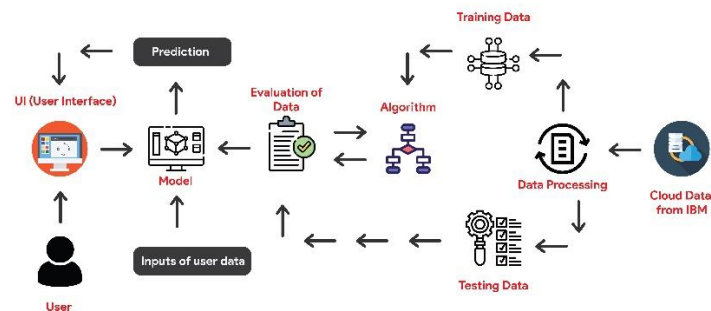 Training Data
Prediction
UI (User Interface)
Evaluation of
Data
Algorithm
Model
Data Processing
Cloud Data
from IBM
Inputs of user data
Testing Data
User